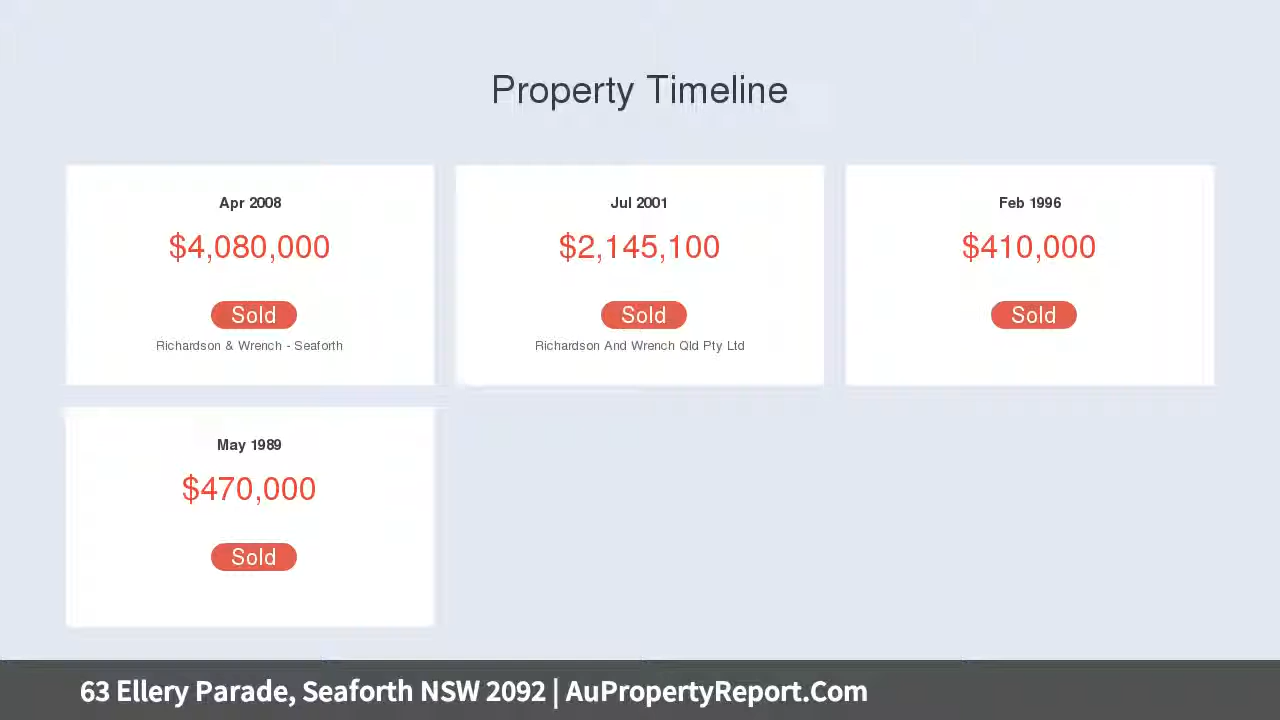 Property Timeline
Apr 2008
$4,080,000
Sold
Richardson & Wrench - Seaforth
Jul 2001
$2,145,100
Sold
Richardson And Wrench Qld Pty Ltd
Feb 1996
$410,000
Sold
May 1989
$470,000
Sold
63 Ellery Parade, Seaforth NSW 2092 | AuPropertyReport.Com